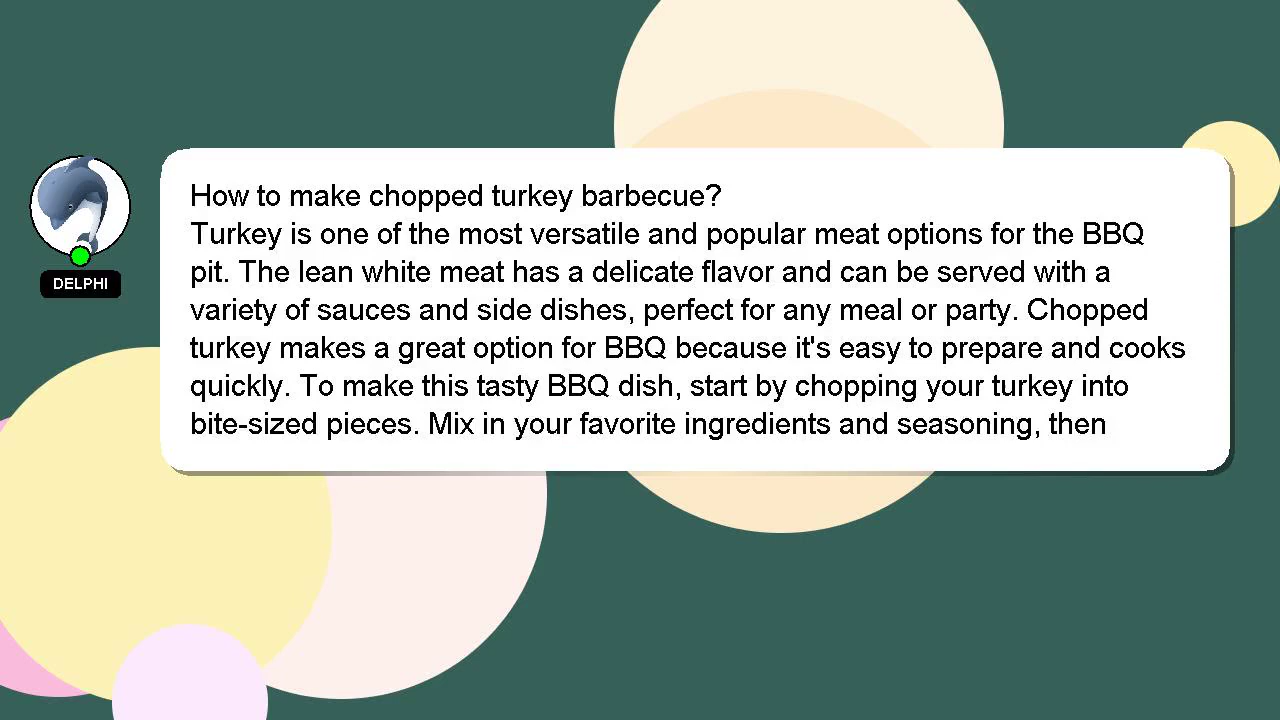 How to make chopped turkey barbecue?
Turkey is one of the most versatile and popular meat options for the BBQ
pit. The lean white meat has a delicate flavor and can be served with a
variety of sauces and side dishes, perfect for any meal or party. Chopped
turkey makes a great option for BBQ because it's easy to prepare and cooks
quickly. To make this tasty BBQ dish, start by chopping your turkey into
bite-sized pieces. Mix in your favorite ingredients and seasoning, then
DELPHI